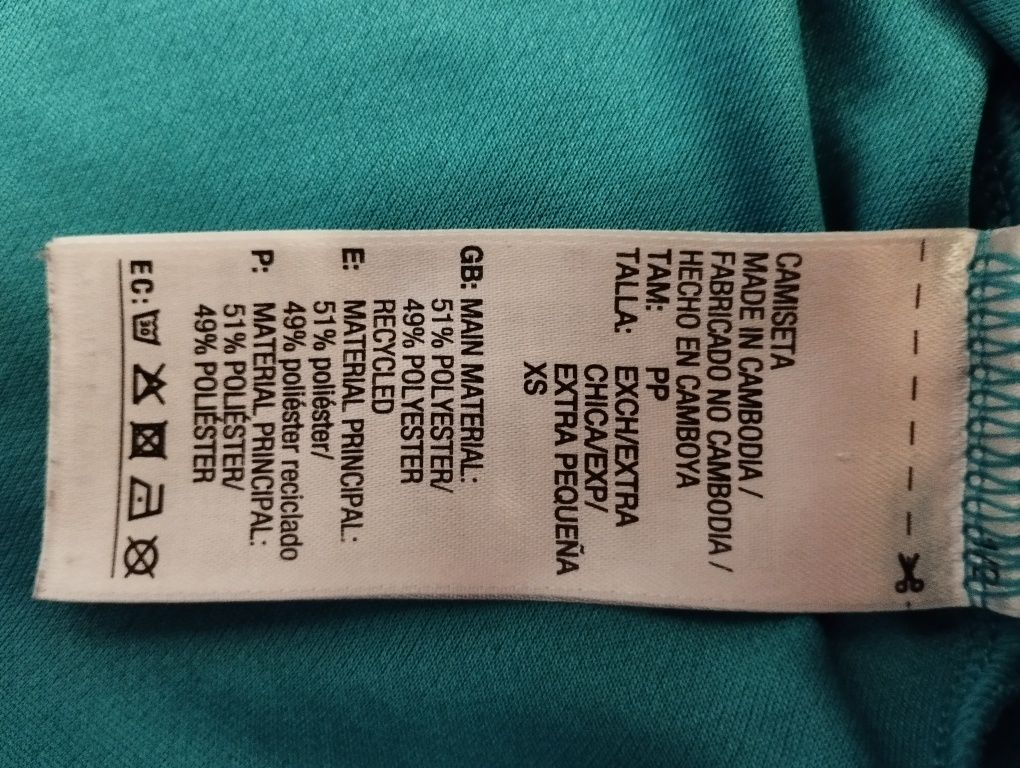 CAMISETA
MADE IN CAMBODIA /
FABRICADO NO CAMBODIA /
HECHO EN CAMBOYA
TAM: PP
TALLA: EXCH/EXTRA
CHICA/EXP/
EXTRA PEQUEÑA
XS
GB: MAIN MATERIAL:
51% POLYESTER/
49% POLYESTER
RECYCLED
E: MATERIAL PRINCIPAL:
51% poliéster/
49% poliéster reciclado
P: MATERIAL PRINCIPAL:
51% POLIÉSTER/
49% POLIÉSTER
EC: 30